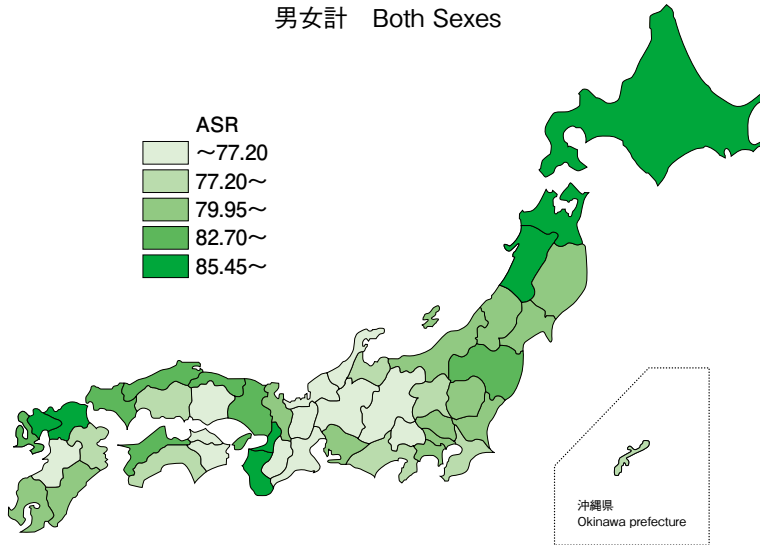 男女計　Both Sexes
ASR
～77.20
77.20～
79.95～
82.70～
85.45～
沖縄県
Okinawa prefecture